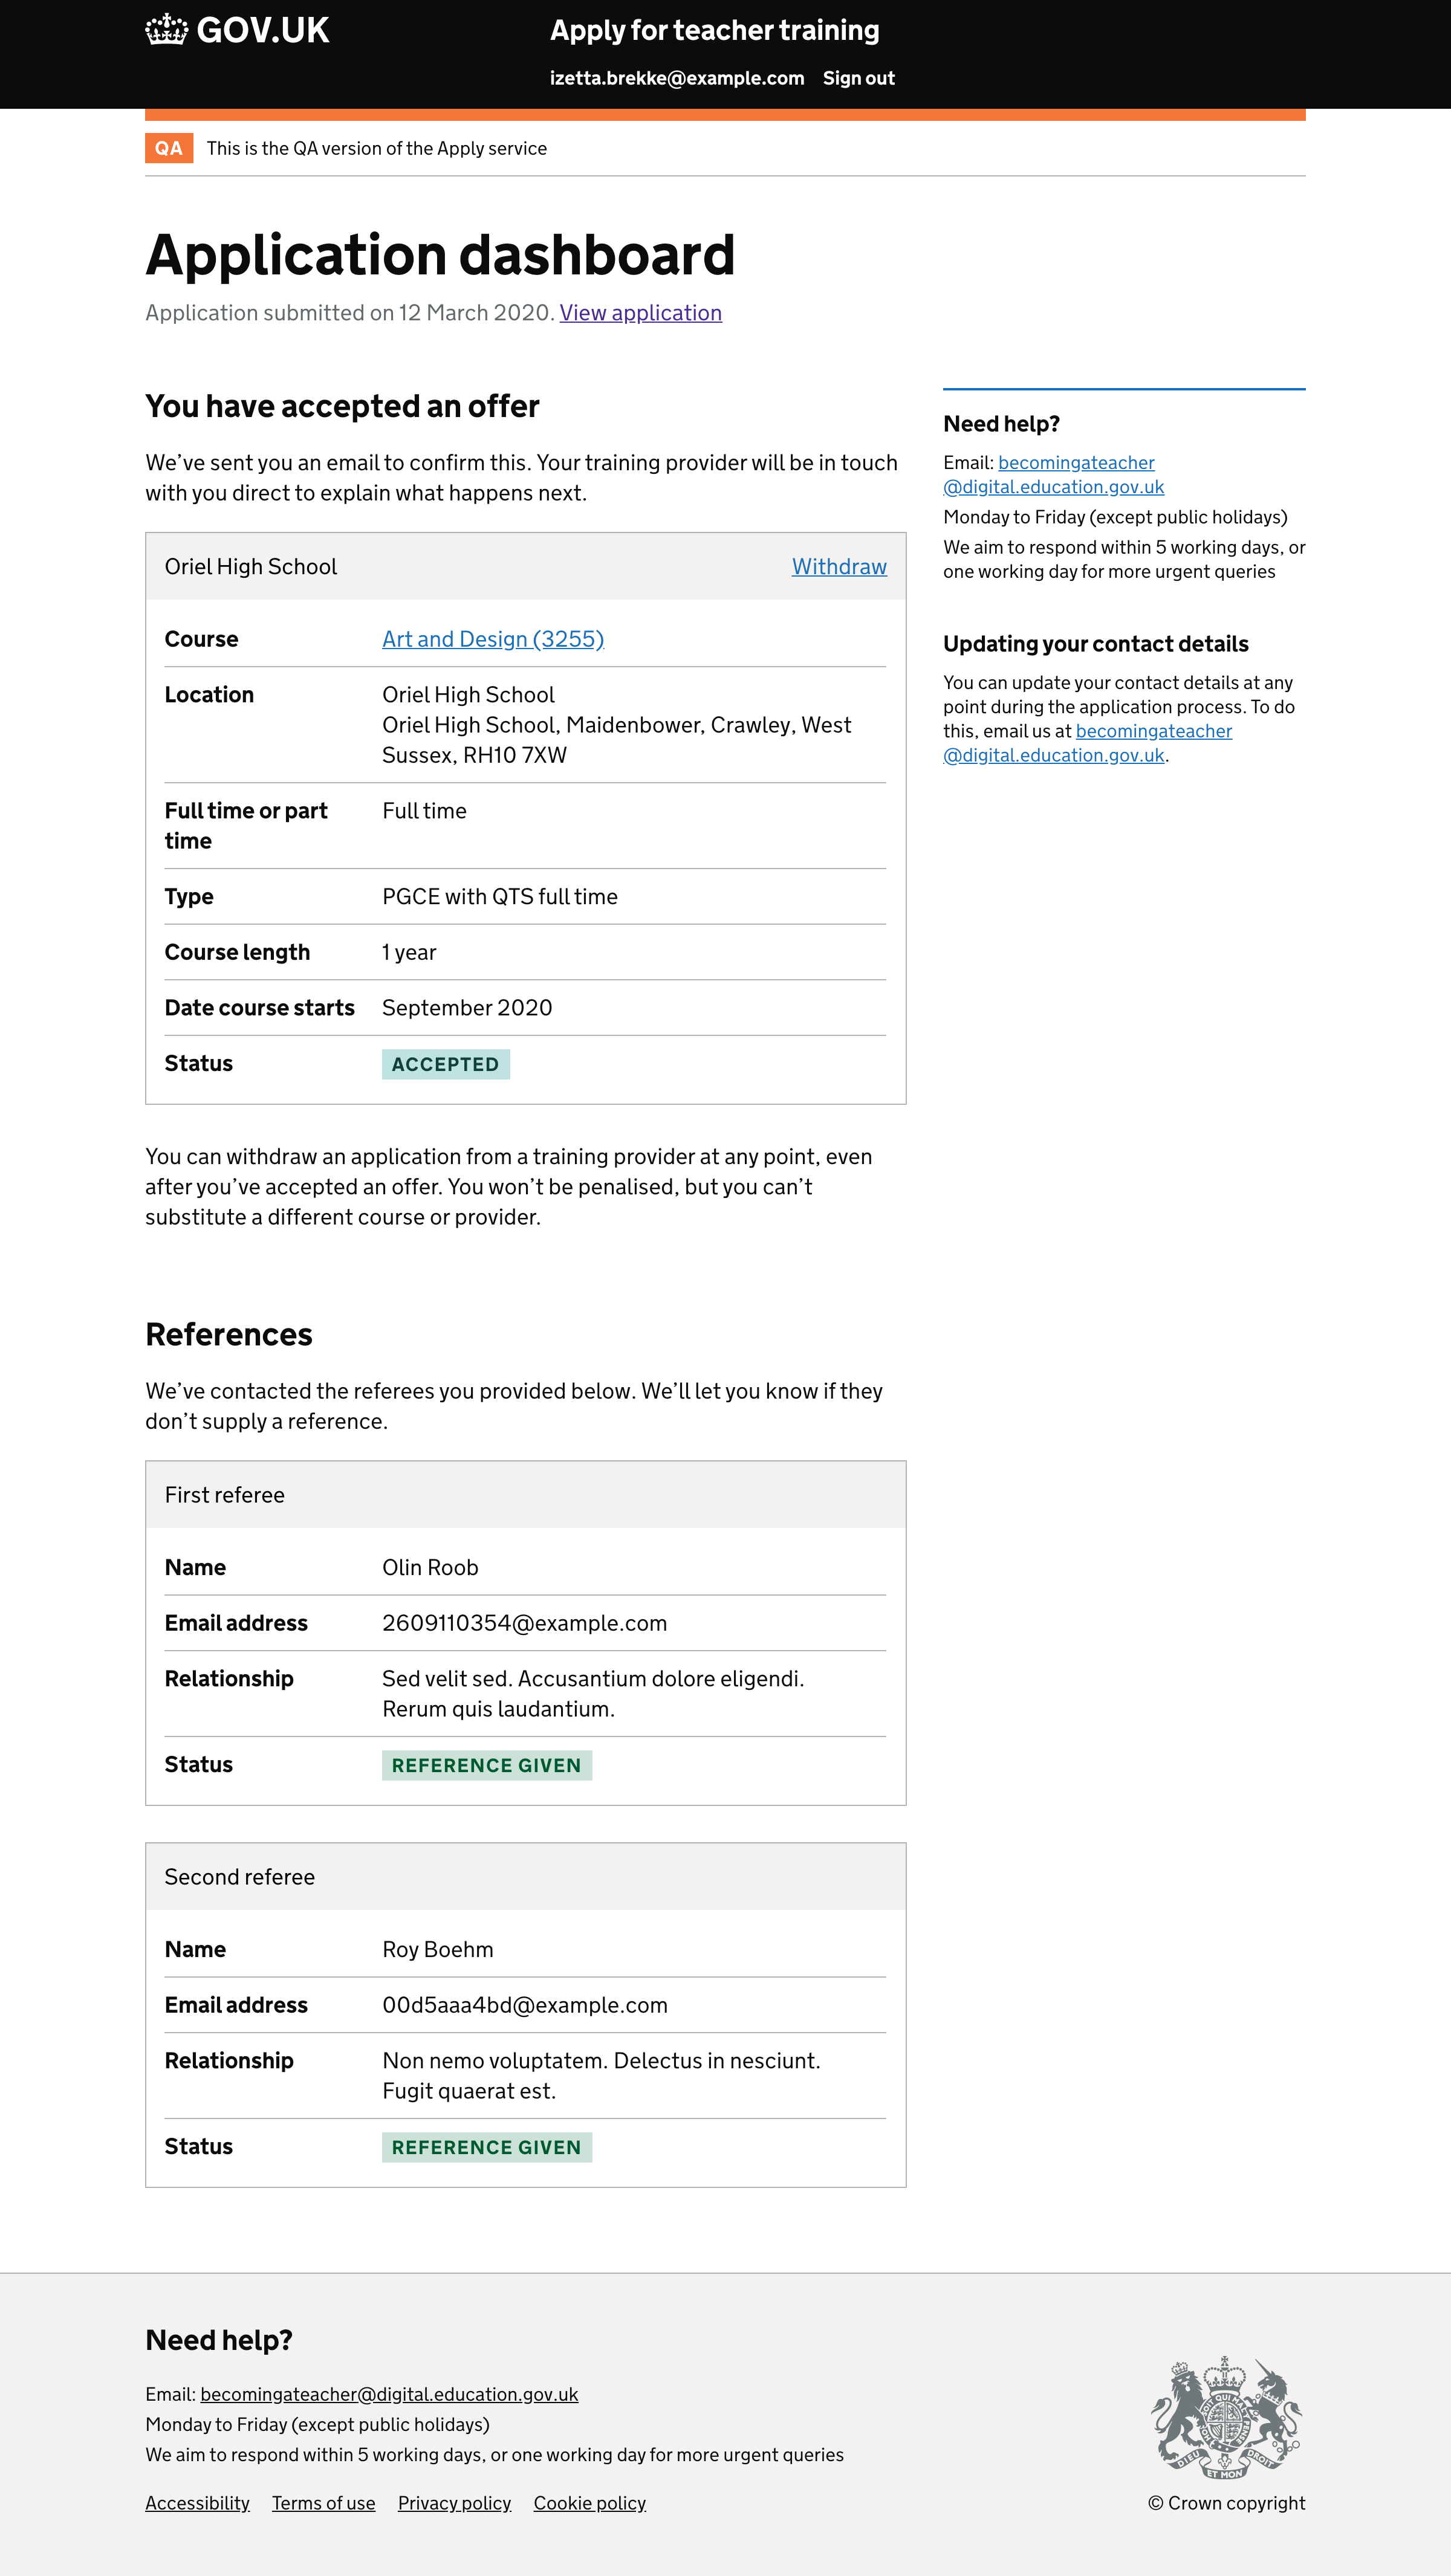 GOV.UK
Apply for teacher training
izetta.brekke@example.com Sign out
QA This is the QA version of the Apply service
Application dashboard
Application submitted on 12 March 2020. View application
You have accepted an offer
We’ve sent you an email to confirm this. Your training provider will be in touch
with you direct to explain what happens next.
Oriel High School Withdraw
Course Art and Design (3255)
Location Oriel High School
Oriel High School, Maidenbower, Crawley, West
Sussex, RH10 7XW
Full time or part Full time
time
Type PGCE with QTS full time
Course length 1 year
Date course starts September 2020
Status ACCEPTED
You can withdraw an application from a training provider at any point, even
after you’ve accepted an offer. You won’t be penalised, but you can’t
substitute a different course or provider.
References
We’ve contacted the referees you provided below. We’ll let you know if they
don’t supply a reference.
First referee
Name Olin Roob
Email address 2609110354@example.com
Relationship Sed velit sed. Accusantium dolore eligendi.
Rerum quis laudantium.
Status REFERENCE GIVEN
Second referee
Name Roy Boehm
Email address 00d5aaa4bd@example.com
Relationship Non nemo voluptatem. Delectus in nesciunt.
Fugit quaerat est.
Status REFERENCE GIVEN
Need help?
Email: becomingateacher
@digital.education.gov.uk
Monday to Friday (except public holidays)
We aim to respond within 5 working days, or
one working day for more urgent queries
Updating your contact details
You can update your contact details at any
point during the application process. To do
this, email us at becomingateacher
@digital.education.gov.uk.
Need help?
Email: becomingateacher@digital.education.gov.uk
Monday to Friday (except public holidays)
We aim to respond within 5 working days, or one working day for more urgent queries
Accessibility Terms of use Privacy policy Cookie policy
DIEU ET MON DROIT
© Crown copyright